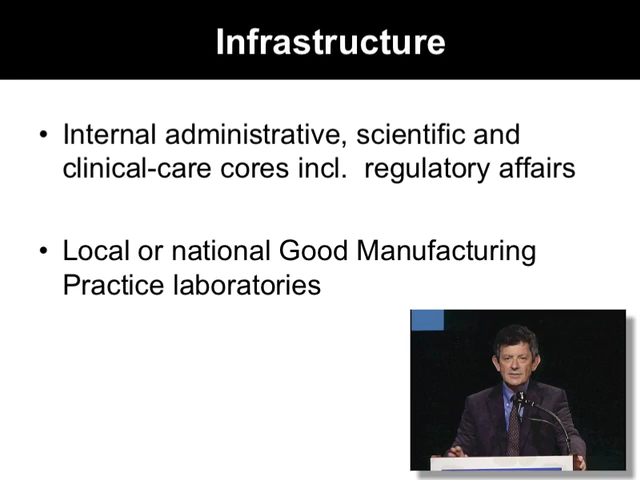 Infrastructure
• Internal administrative, scientific and
clinical-care cores incl.  regulatory affairs
• Local or national Good Manufacturing
Practice laboratories